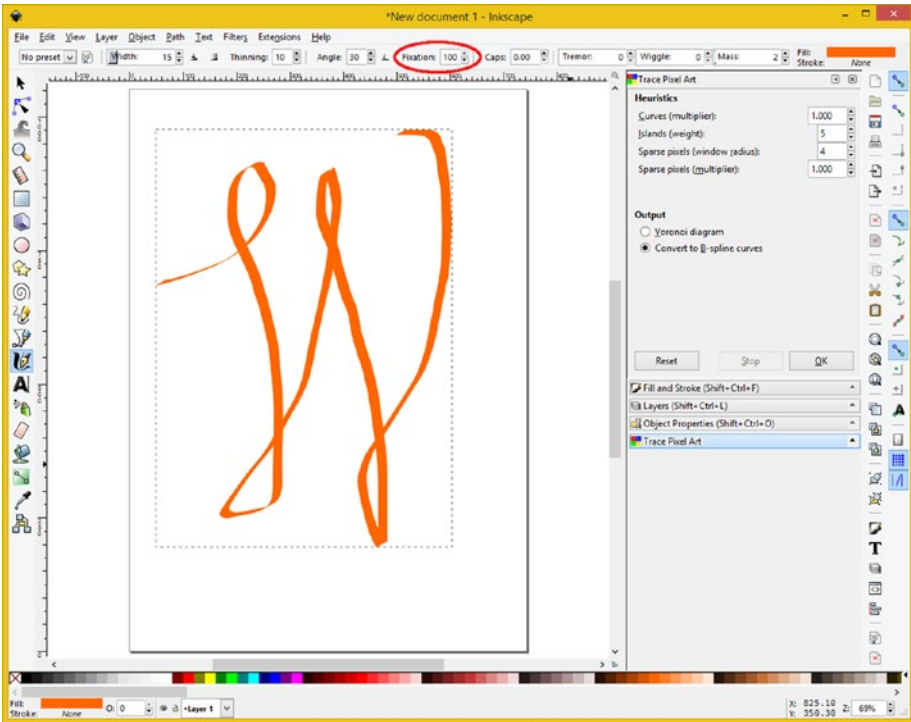 *New document 1 - Inkscape
File Edit View Layer Object Path Text Filters Extensions Help
No preset Width: 15 Thinning: 10 Angle: 30 Fixation: 100 Caps: 0.00 Tremor: 0 Wiggle: 0 Mass: 2 Fill:
Stroke: None
Trace Pixel Art
Heuristics
Curves (multiplier): 1.000
Islands (weight): 5
Sparse pixels (window radius): 4
Sparse pixels (multiplier): 1.000
Output
Voronoi diagram
Convert to B-spline curves
Reset Stop OK
Fill and Stroke (Shift+Ctrl+F)
Layers (Shift+Ctrl+L)
Object Properties (Shift+Ctrl+O)
Trace Pixel Art
W
Fill:
Stroke: None
O: 0
-Layer 1
X: 825.10
Y: 350.30
Z: 69%